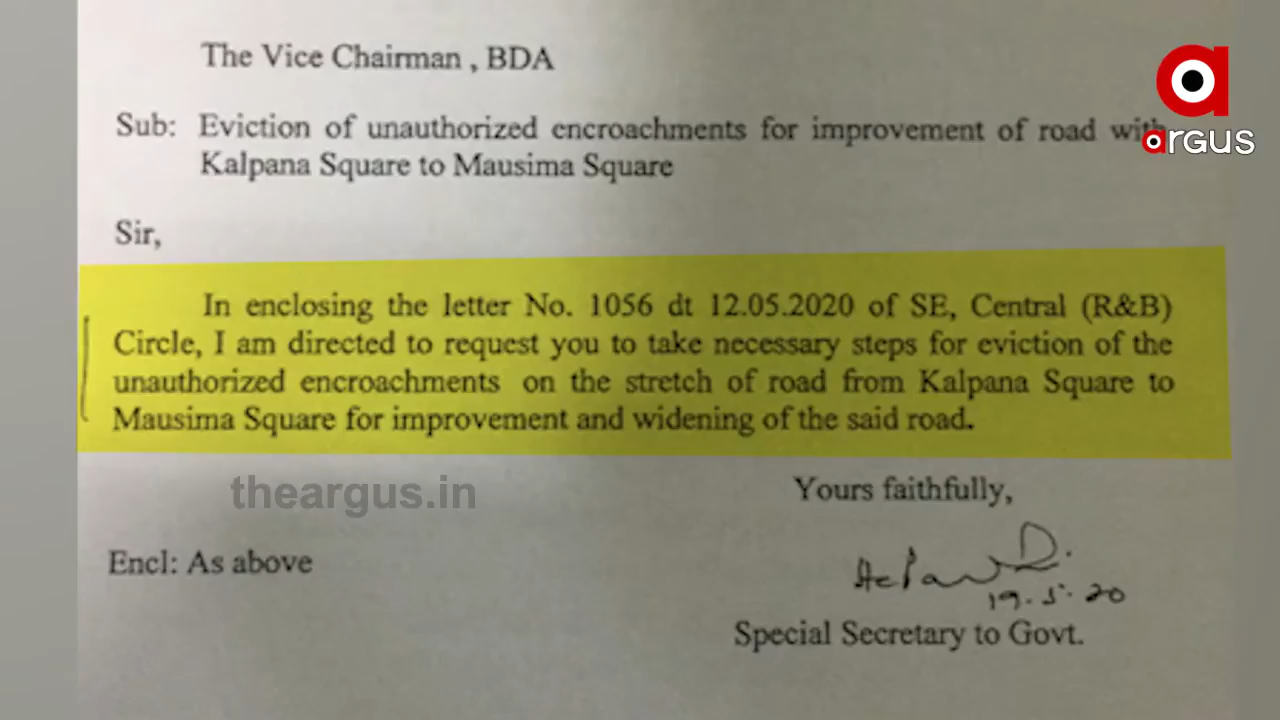 The Vice Chairman , BDA
argus
Sub: Eviction of unauthorized encroachments for improvement of road with
Kalpana Square to Mausima Square
Sir,
In enclosing the letter No. 1056 dt 12.05.2020 of SE, Central (R&B)
Circle, I am directed to request you to take necessary steps for eviction of the
unauthorized encroachments on the stretch of road from Kalpana Square to
Mausima Square for improvement and widening of the said road.
theargus.in
Yours faithfully,
Encl: As above
19.5.20
Special Secretary to Govt.